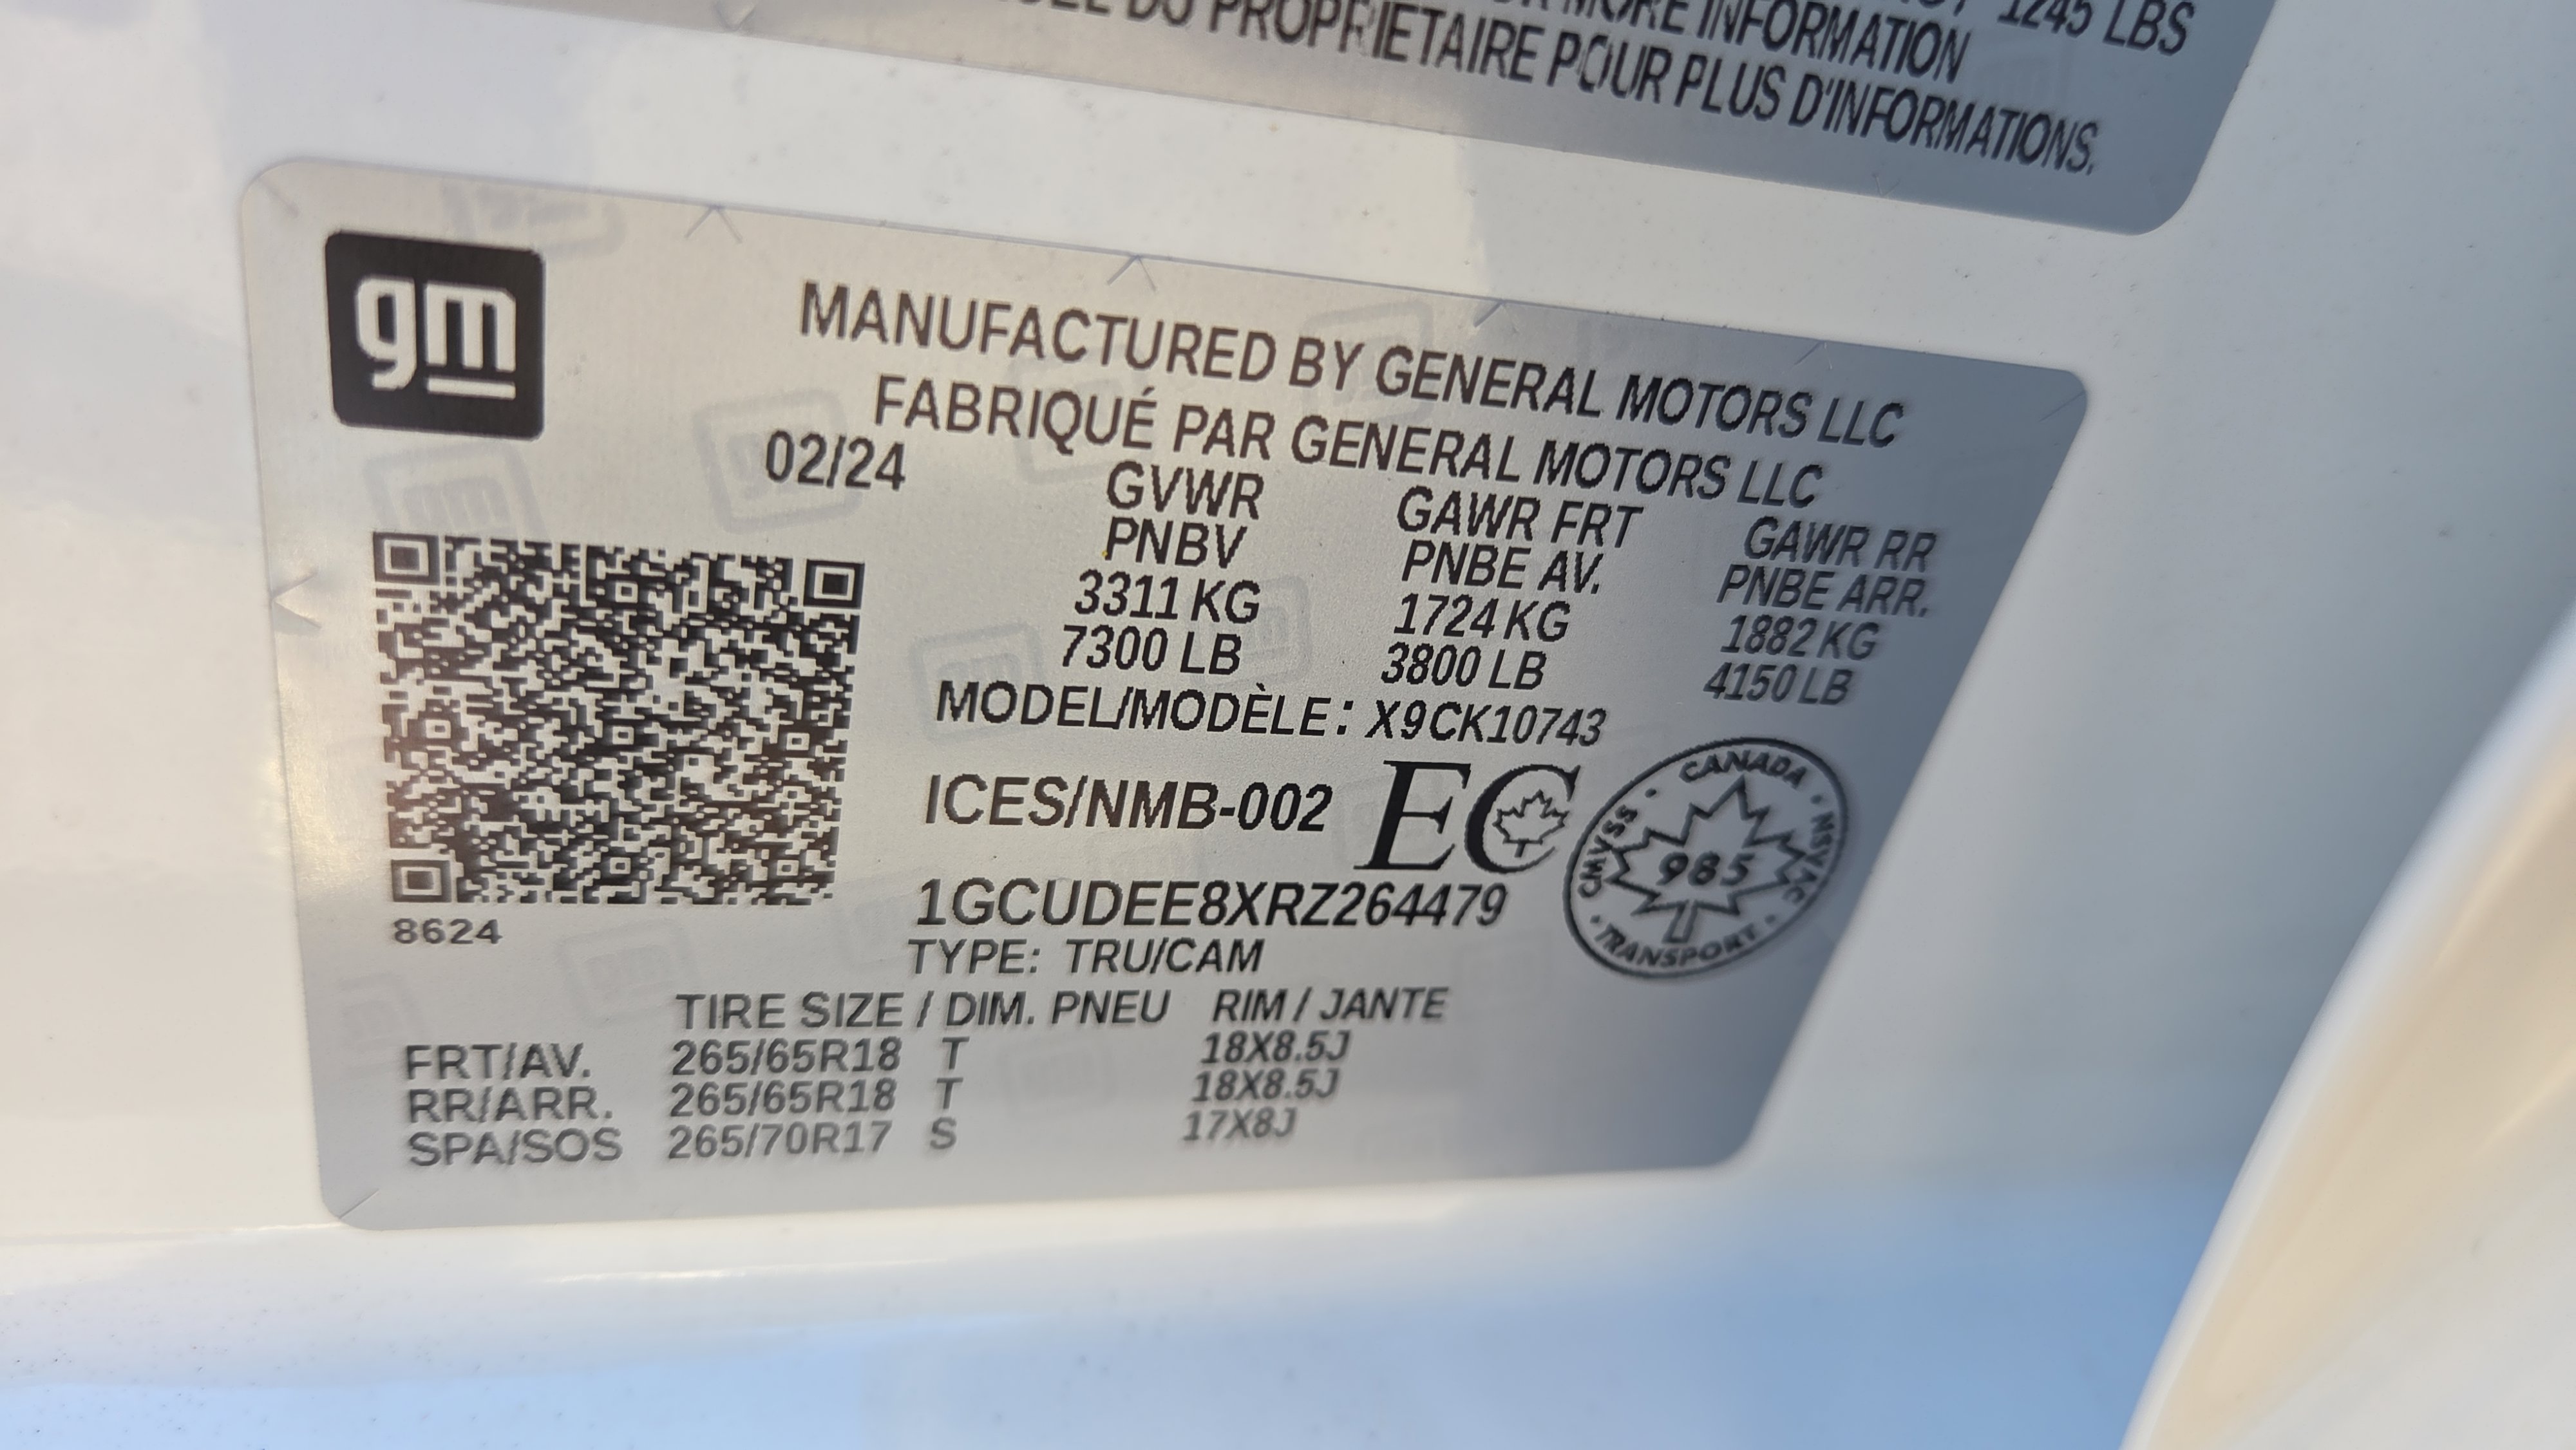 1245 LBS
MORE INFORMATION
DU PROPRIETAIRE POUR PLUS D'INFORMATIONS.
gm
MANUFACTURED BY GENERAL MOTORS LLC
FABRIQUÉ PAR GENERAL MOTORS LLC
02/24
GVWR GAWR FRT GAWR RR
PNBV PNBE AV. PNBE ARR.
3311 KG 1724 KG 1882 KG
7300 LB 3800 LB 4150 LB
MODEL/MODÈLE: X9CK10743
ICES/NMB-002 EC
CANADA · NSVAC · TRANSPORT · CMVSS ·
985
1GCUDEE8XRZ264479
8624
TYPE: TRU/CAM
TIRE SIZE / DIM. PNEU RIM / JANTE
FRT/AV. 265/65R18 T 18X8.5J
RR/ARR. 265/65R18 T 18X8.5J
SPA/SOS 265/70R17 S 17X8J